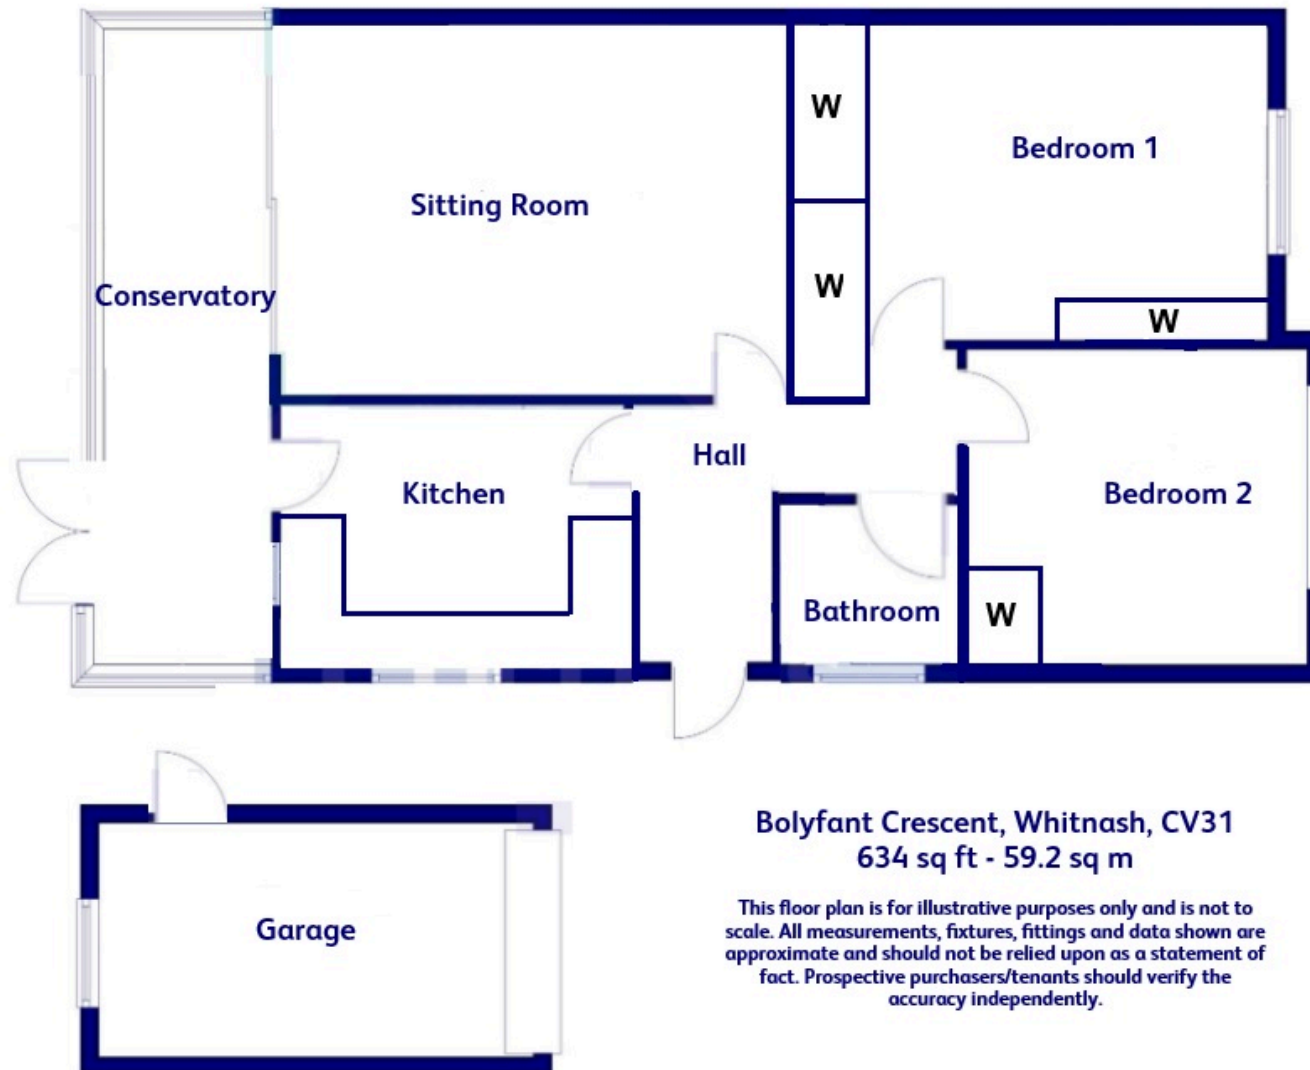 W
Bedroom 1
Sitting Room
W
Conservatory
W
Hall
Kitchen
Bedroom 2
Bathroom
W
Bolyfant Crescent, Whitnash, CV31
634 sq ft - 59.2 sq m
This floor plan is for illustrative purposes only and is not to
scale. All measurements, fixtures, fittings and data shown are
approximate and should not be relied upon as a statement of
fact. Prospective purchasers/tenants should verify the
accuracy independently.
Garage